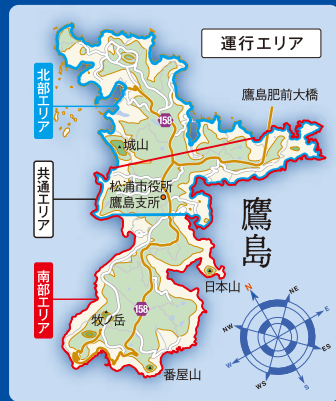 運行エリア
北部エリア
鷹島肥前大橋
158
城山
共通エリア
松浦市役所
鷹島支所
鷹島
南部エリア
日本山
牧ノ岳
158
番屋山
N
NE
E
ES
S
WS
W
NW